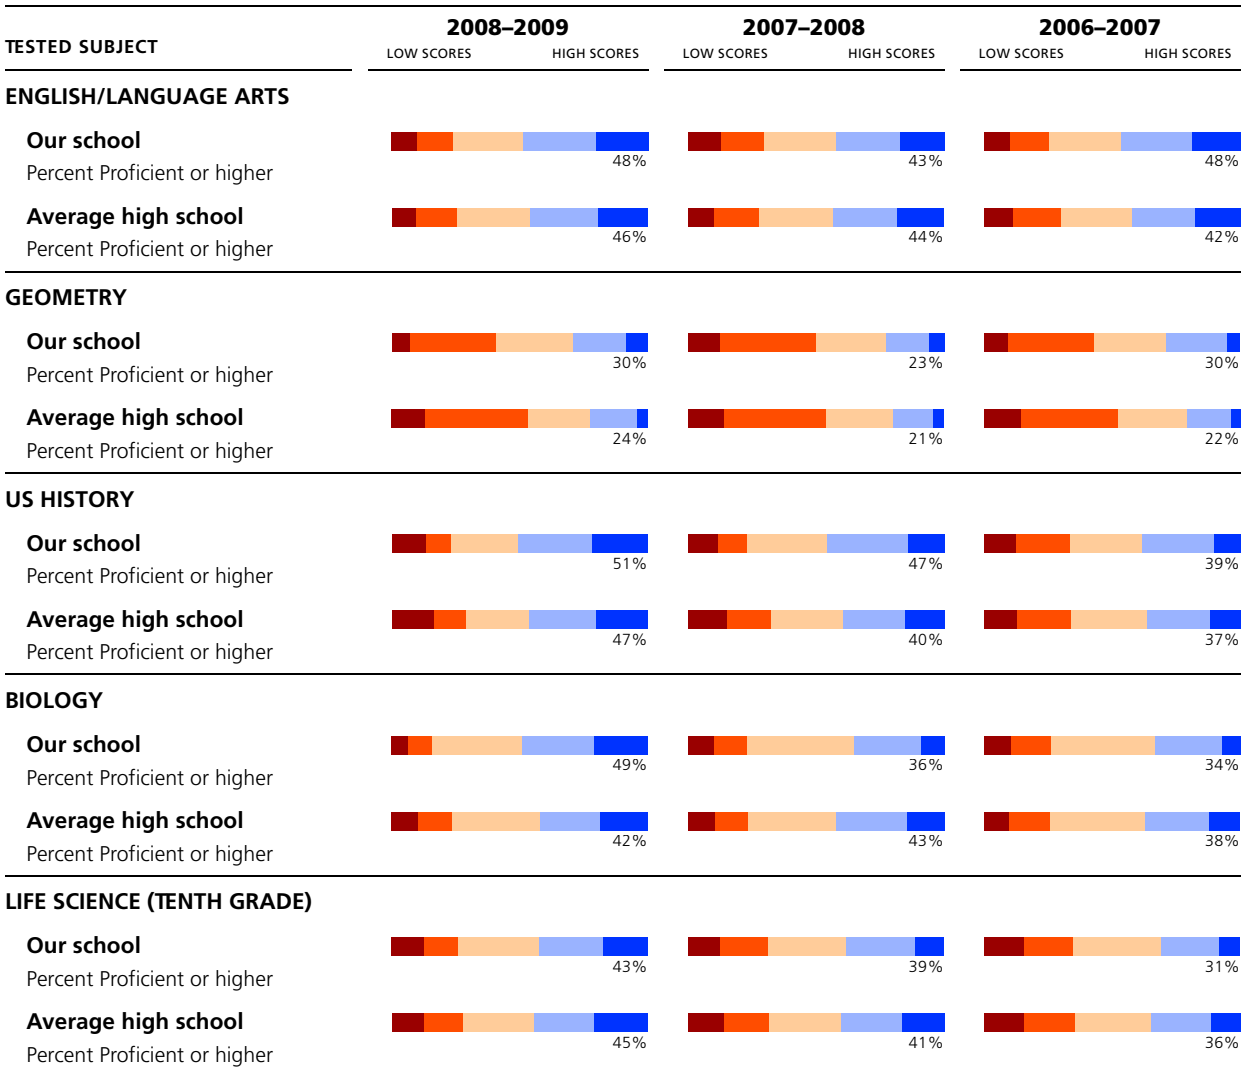 2008–2009 2007–2008 2006–2007
TESTED SUBJECT LOW SCORES HIGH SCORES LOW SCORES HIGH SCORES LOW SCORES HIGH SCORES
ENGLISH/LANGUAGE ARTS
Our school
48% 43% 48%
Percent Proficient or higher
Average high school
46% 44% 42%
Percent Proficient or higher
GEOMETRY
Our school
30% 23% 30%
Percent Proficient or higher
Average high school
24% 21% 22%
Percent Proficient or higher
US HISTORY
Our school
51% 47% 39%
Percent Proficient or higher
Average high school
47% 40% 37%
Percent Proficient or higher
BIOLOGY
Our school
49% 36% 34%
Percent Proficient or higher
Average high school
42% 43% 38%
Percent Proficient or higher
LIFE SCIENCE (TENTH GRADE)
Our school
43% 39% 31%
Percent Proficient or higher
Average high school
45% 41% 36%
Percent Proficient or higher